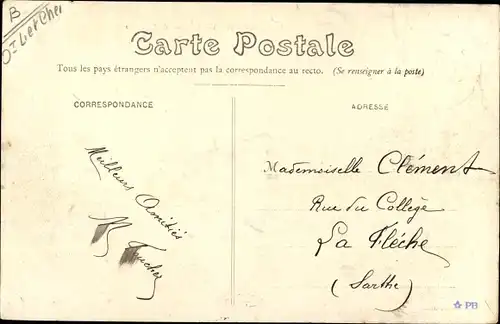 B
Carte Postale
Tous les pays étrangers n'acceptent pas la correspondance au recto. (Se renseigner à la poste)
CORRESPONDANCE
Meilleurs Amitiés
ADRESSE
Mademoiselle Clément
Rue du Collège
La Flèche
(Sarthe)
PB